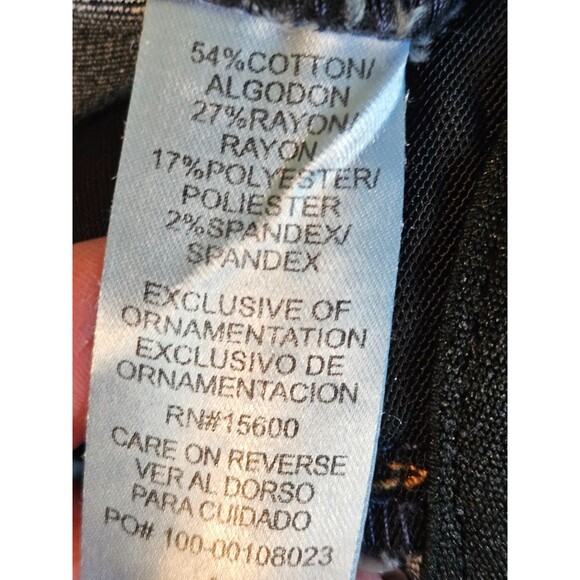 54%COTTON/
ALGODON
27%RAYON/
RAYON
17%POLYESTER/
POLIESTER
2%SPANDEX/
SPANDEX
EXCLUSIVE OF
ORNAMENTATION
EXCLUSIVO DE
ORNAMENTACION
RN#15600
CARE ON REVERSE
VER AL DORSO
PARA CUIDADO
PO# 100-00108023